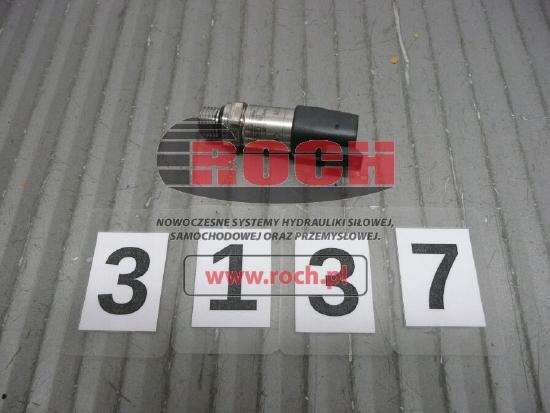 ROCH
NOWOCZESNE SYSTEMY HYDRAULIKI SIŁOWEJ,
SAMOCHODOWEJ ORAZ PRZEMYSŁOWEJ.
www.roch.pl
3 1 3 7